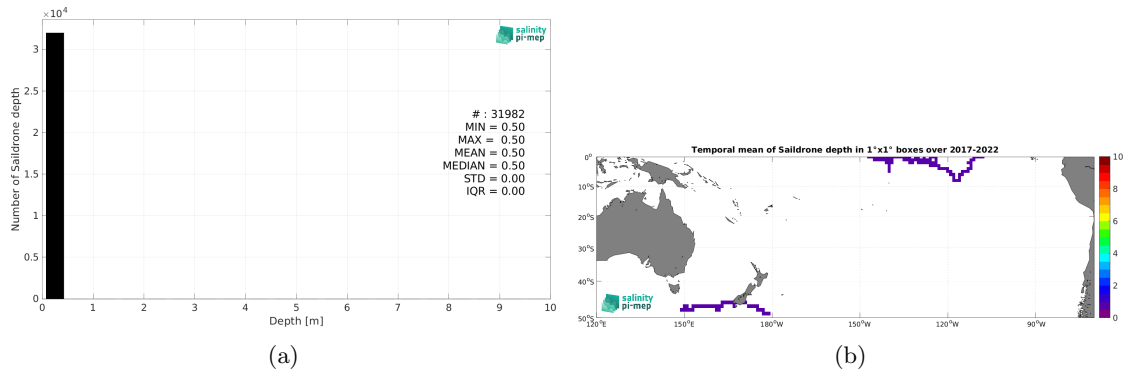 ×10⁴
salinity
pi-mep
3
2.5
2
1.5
1
0.5
0
Number of Saildrone depth
# : 31982
MIN = 0.50
MAX = 0.50
MEAN = 0.50
MEDIAN = 0.50
STD = 0.00
IQR = 0.00
0 1 2 3 4 5 6 7 8 9 10
Depth [m]
(a)
Temporal mean of Saildrone depth in 1°x1° boxes over 2017-2022
0°
10°S
20°S
30°S
40°S
50°S
120°E 150°E 180°W 150°W 120°W 90°W
salinity
pi-mep
10
8
6
4
2
0
(b)